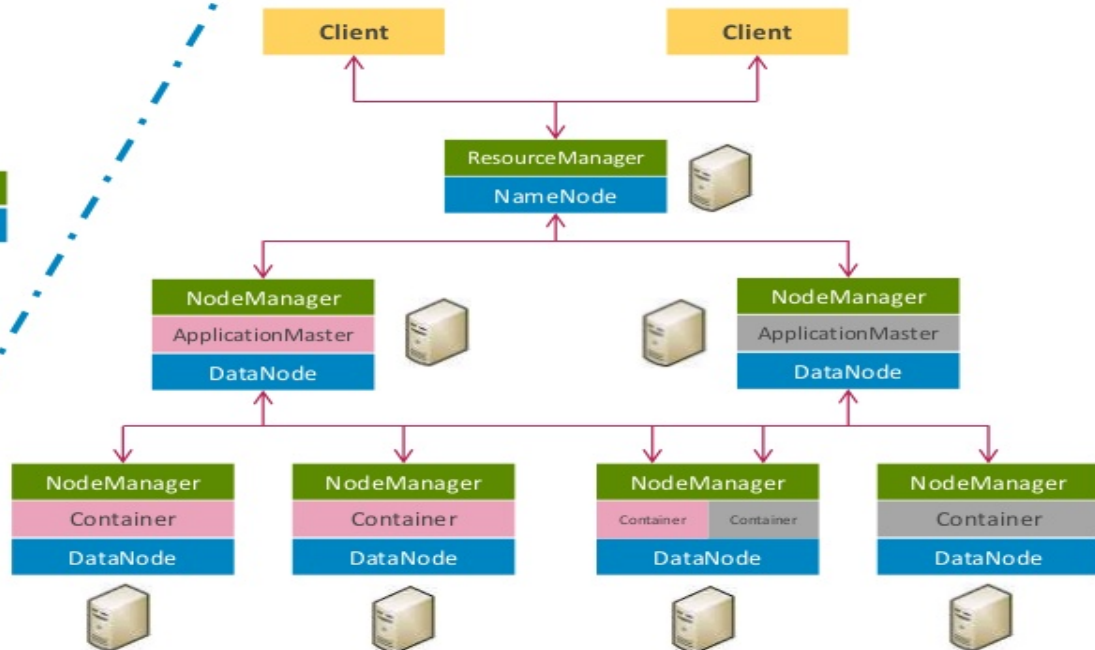 Client
Client
ResourceManager
NameNode
NodeManager
ApplicationMaster
DataNode
NodeManager
ApplicationMaster
DataNode
NodeManager
Container
DataNode
NodeManager
Container
DataNode
NodeManager
Container
Container
DataNode
NodeManager
Container
DataNode